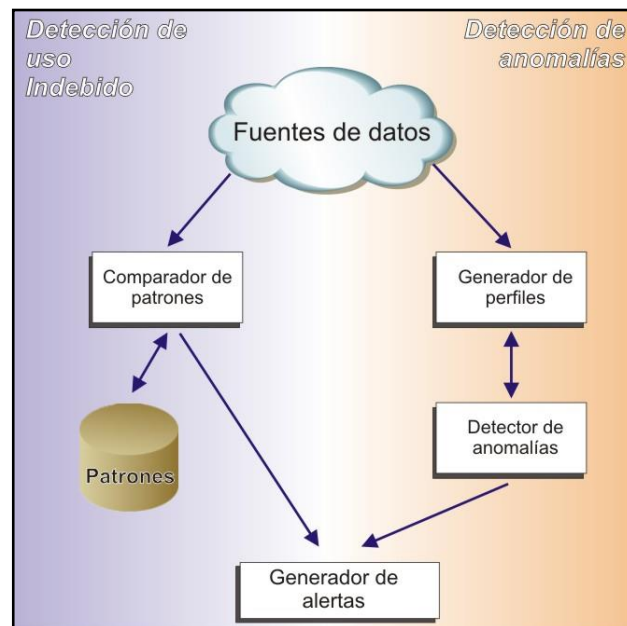 Detección de
uso
Indebido
Detección de
anomalías
Fuentes de datos
Comparador de
patrones
Generador de
perfiles
Patrones
Detector de
anomalías
Generador de
alertas